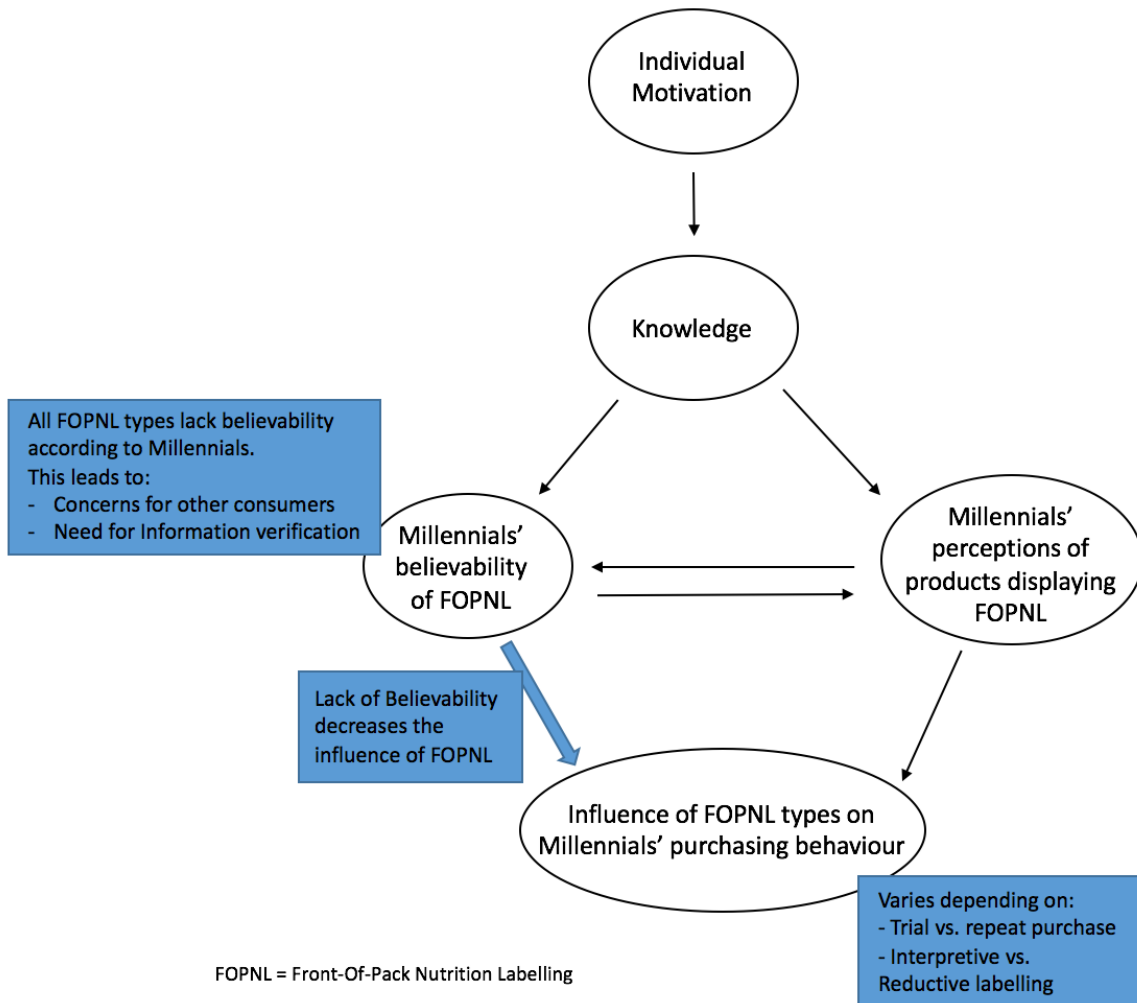 Individual
Motivation
Knowledge
All FOPNL types lack believability
according to Millennials.
This leads to:
- Concerns for other consumers
- Need for Information verification
Millennials’
believability
of FOPNL
Millennials’
perceptions of
products displaying
FOPNL
Lack of Believability
decreases the
influence of FOPNL
Influence of FOPNL types on
Millennials’ purchasing behaviour
Varies depending on:
- Trial vs. repeat purchase
- Interpretive vs.
Reductive labelling
FOPNL = Front-Of-Pack Nutrition Labelling